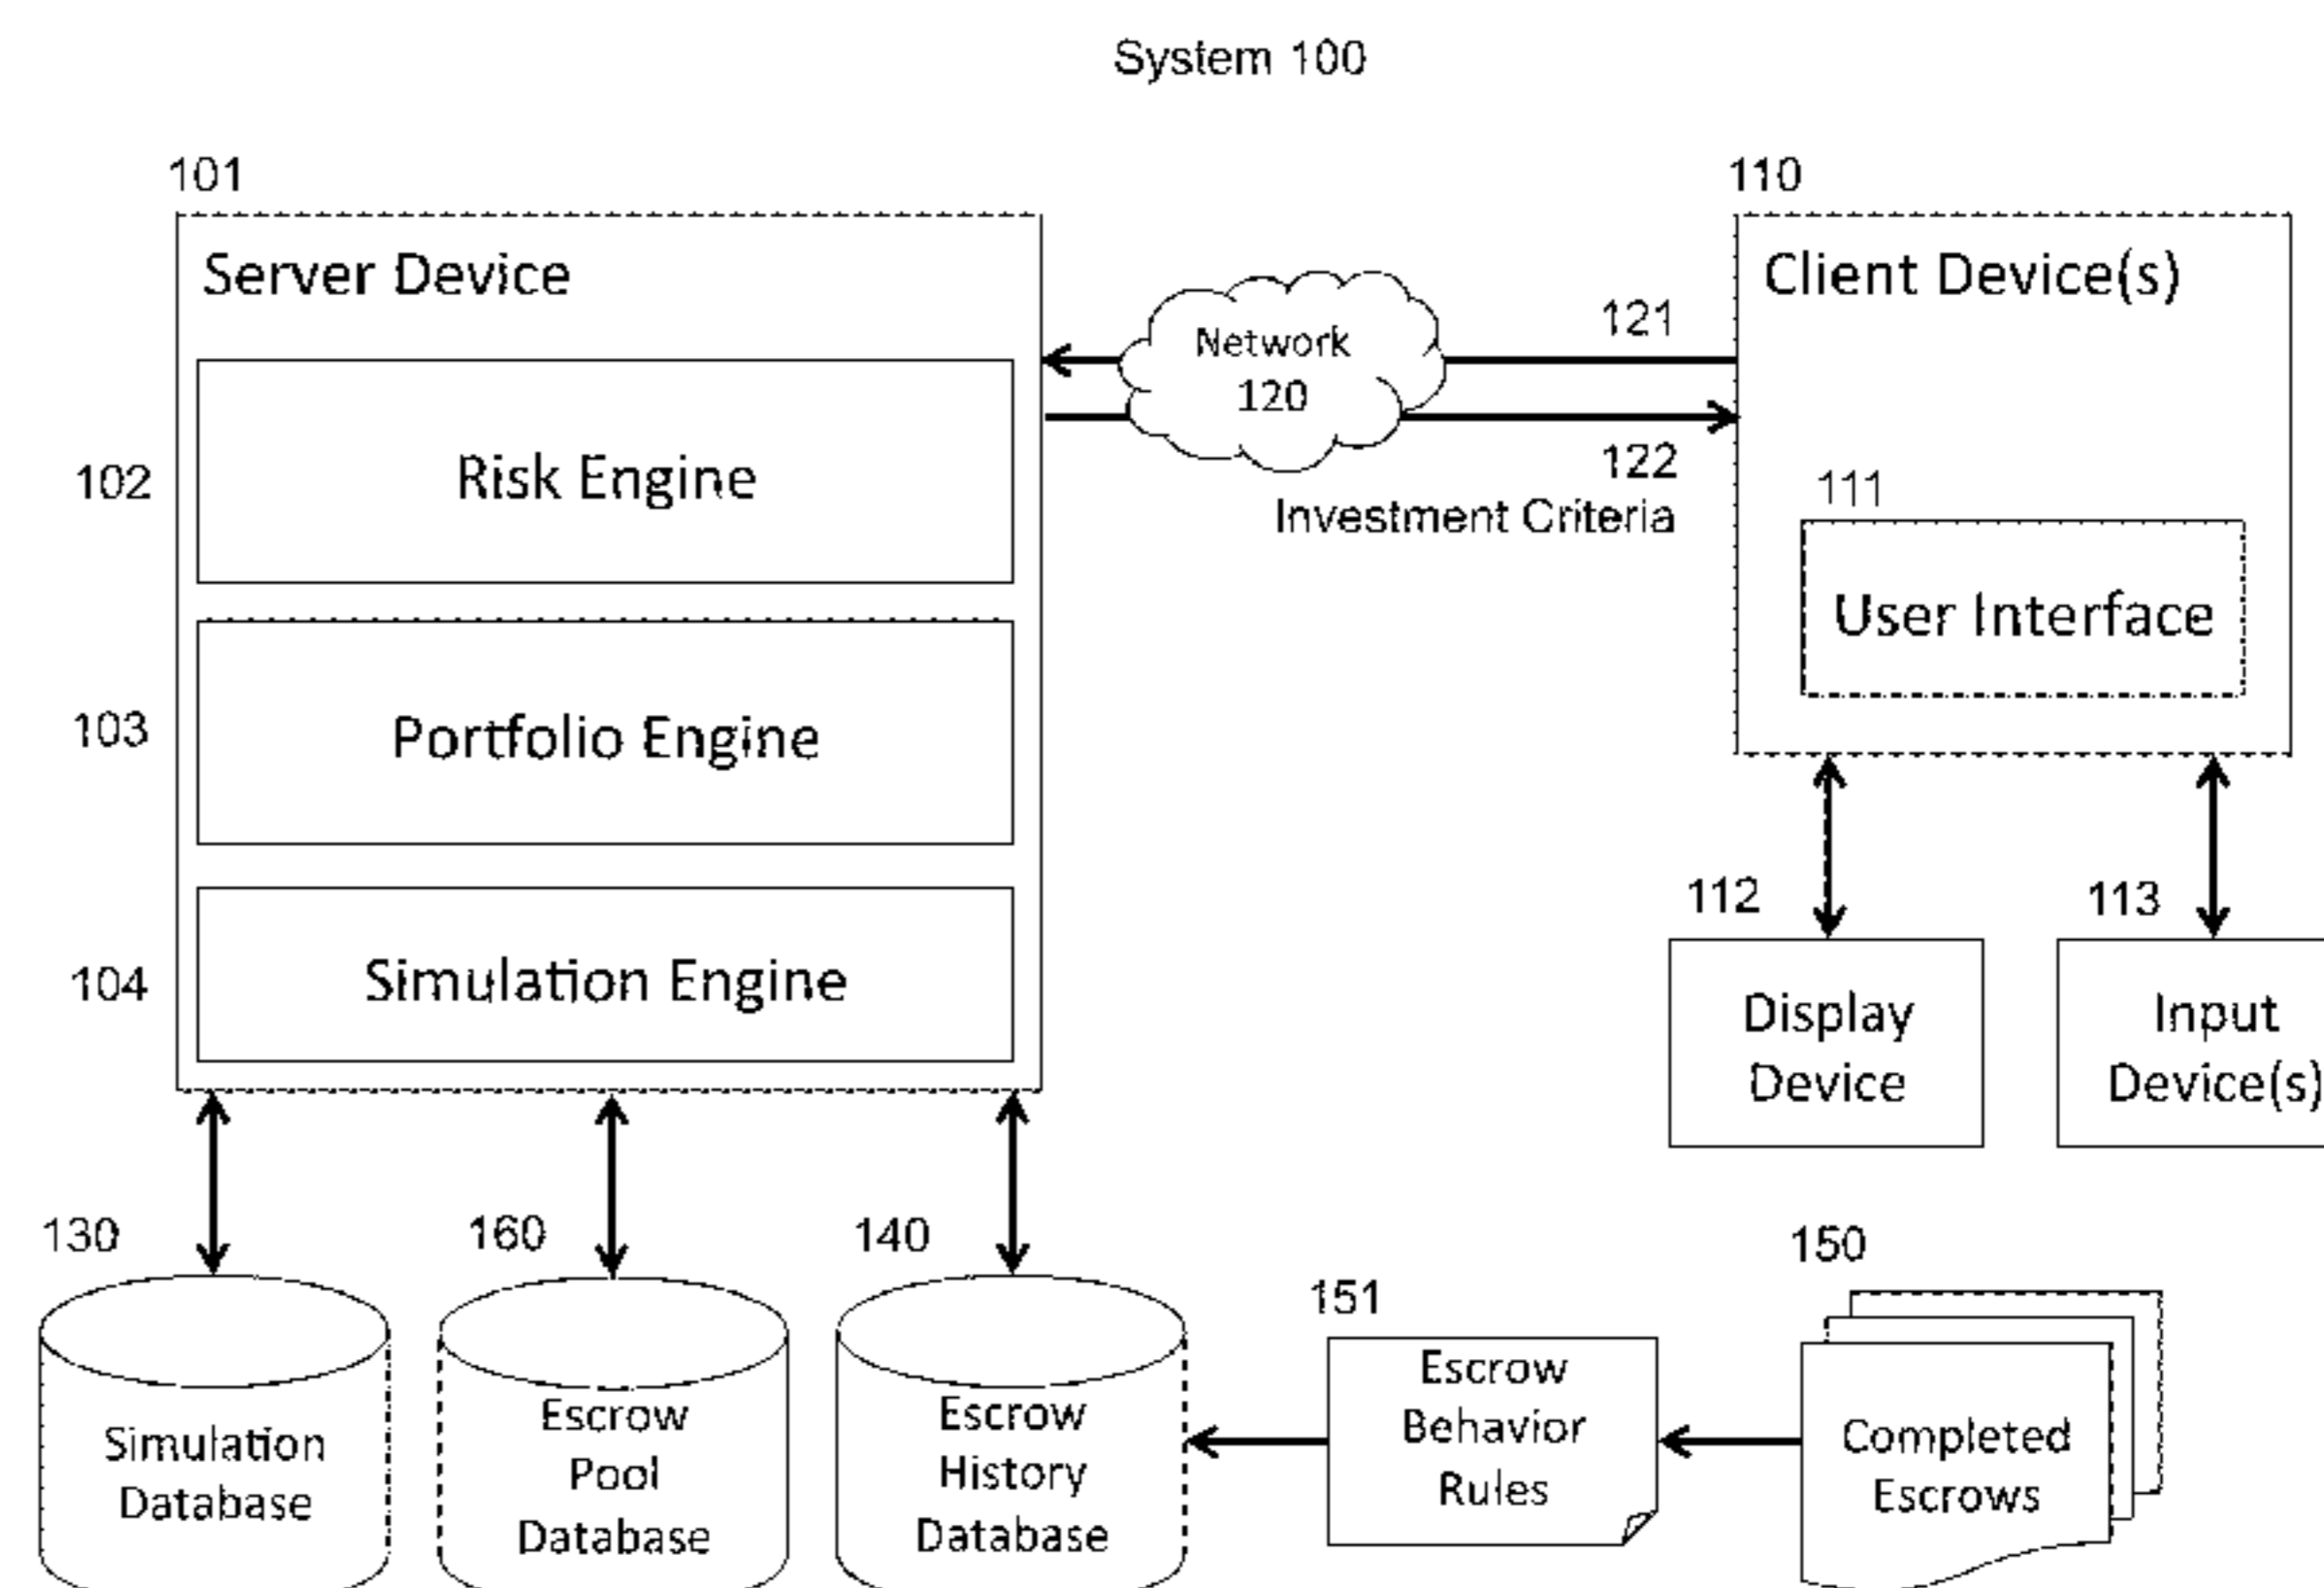 System 100
101
Server Device
102
Risk Engine
103
Portfolio Engine
104
Simulation Engine
Network
120
121
122
Investment Criteria
110
Client Device(s)
111
User Interface
112
Display
Device
113
Input
Device(s)
130
Simulation
Database
160
Escrow
Pool
Database
140
Escrow
History
Database
151
Escrow
Behavior
Rules
150
Completed
Escrows